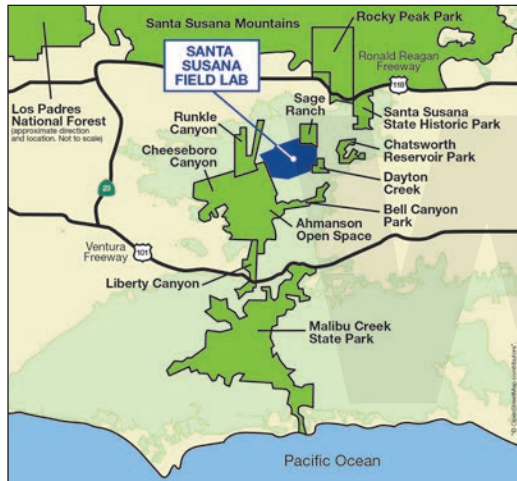 Santa Susana Mountains
Rocky Peak Park
SANTA
SUSANA
FIELD LAB
Ronald Reagan
Freeway
118
Los Padres
National Forest
(approximate direction
and location. Not to scale)
Runkle
Canyon
Sage
Ranch
Santa Susana
State Historic Park
Cheeseboro
Canyon
Chatsworth
Reservoir Park
Dayton
Creek
23
Bell Canyon
Park
Ahmanson
Open Space
Ventura
Freeway
101
Liberty Canyon
Malibu Creek
State Park
Pacific Ocean
"© OpenStreetMap contributors".